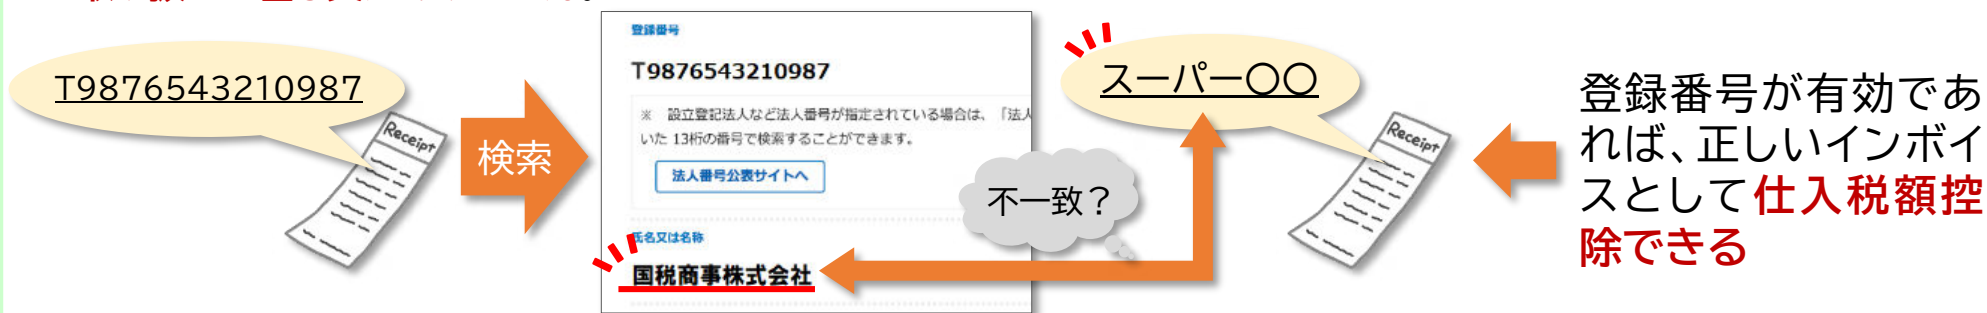 T9876543210987
Receipt
検索
登録番号
T9876543210987
※ 設立登記法人など法人番号が指定されている場合は、「法人
いた 13桁の番号で検索することができます。
法人番号公表サイトへ
氏名又は名称
国税商事株式会社
不一致？
スーパー〇〇
Receipt
登録番号が有効であ
れば、正しいインボイ
スとして仕入税額控
除できる